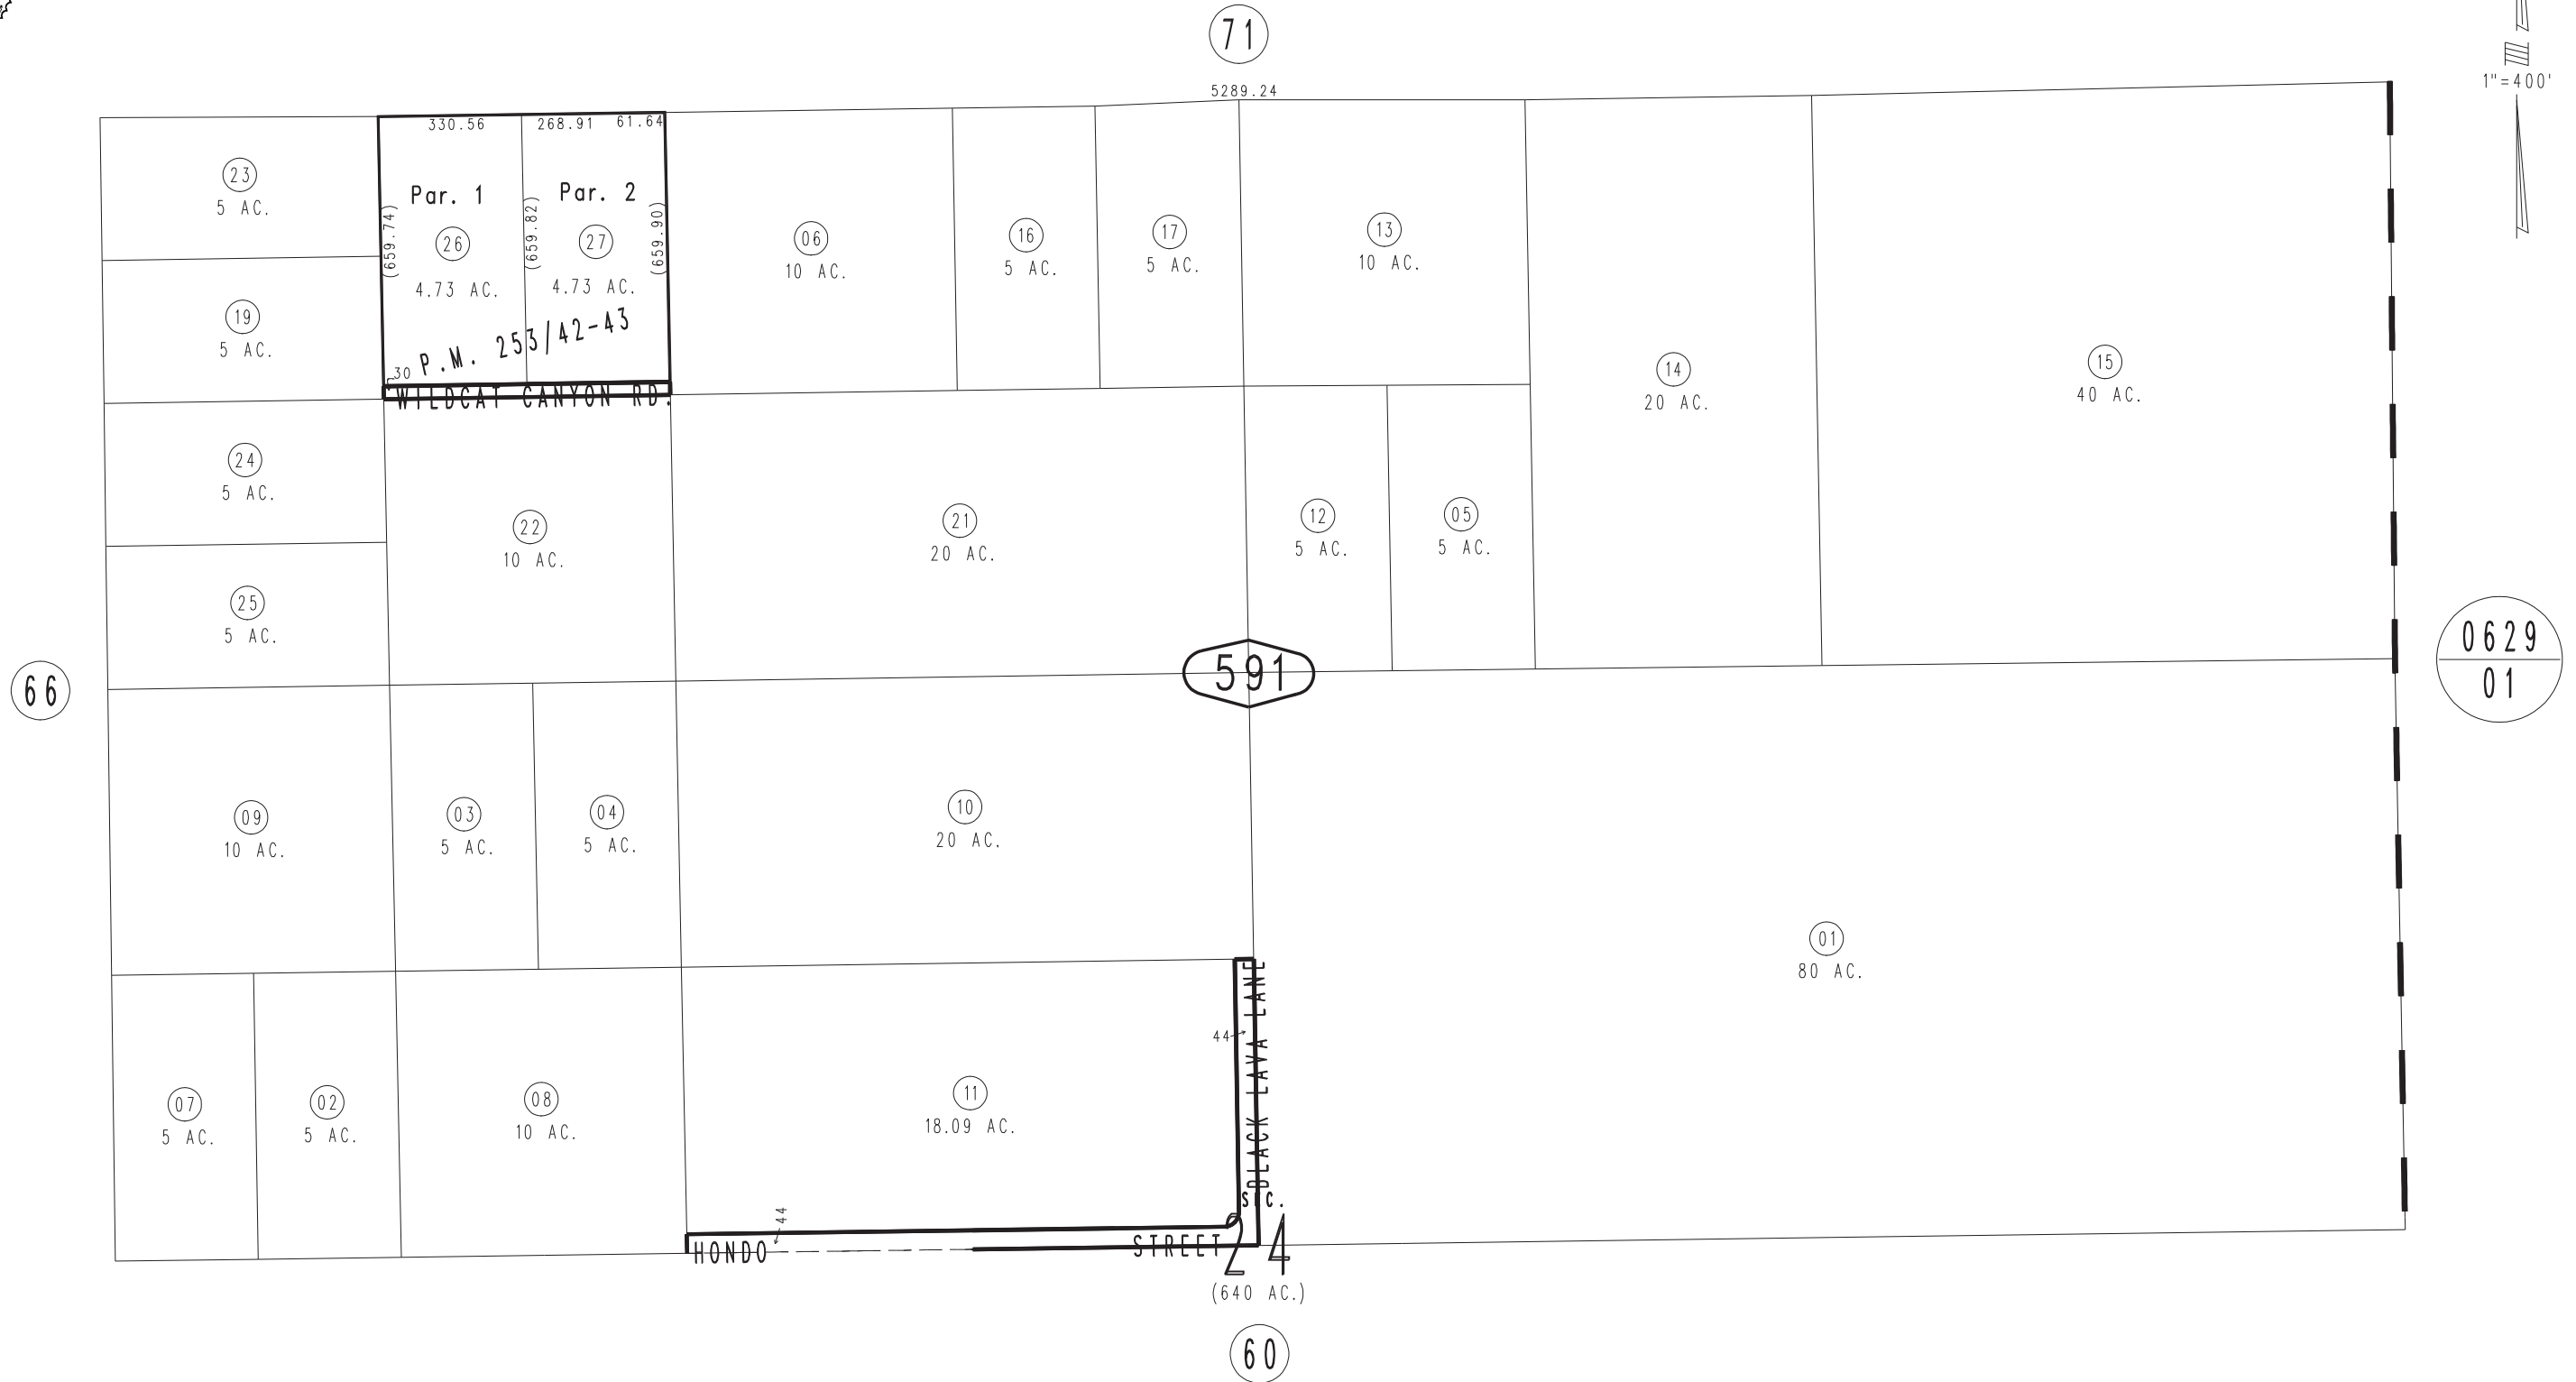 71
1"=400'
5289.24
330.56
268.91
61.64
23
5 AC.
Par. 1
Par. 2
(659.74)
(659.82)
(659.90)
26
27
4.73 AC.
4.73 AC.
06
10 AC.
16
5 AC.
17
5 AC.
13
10 AC.
19
5 AC.
P.M. 253/42-43
30
WILDCAT CANYON RD.
14
20 AC.
15
40 AC.
24
5 AC.
22
10 AC.
21
20 AC.
12
5 AC.
05
5 AC.
25
5 AC.
66
591
0629
01
09
10 AC.
03
5 AC.
04
5 AC.
10
20 AC.
01
80 AC.
44
BLACK LAVA LANE
07
5 AC.
02
5 AC.
08
10 AC.
11
18.09 AC.
44
HONDO STREET
SEC.
24
(640 AC.)
60